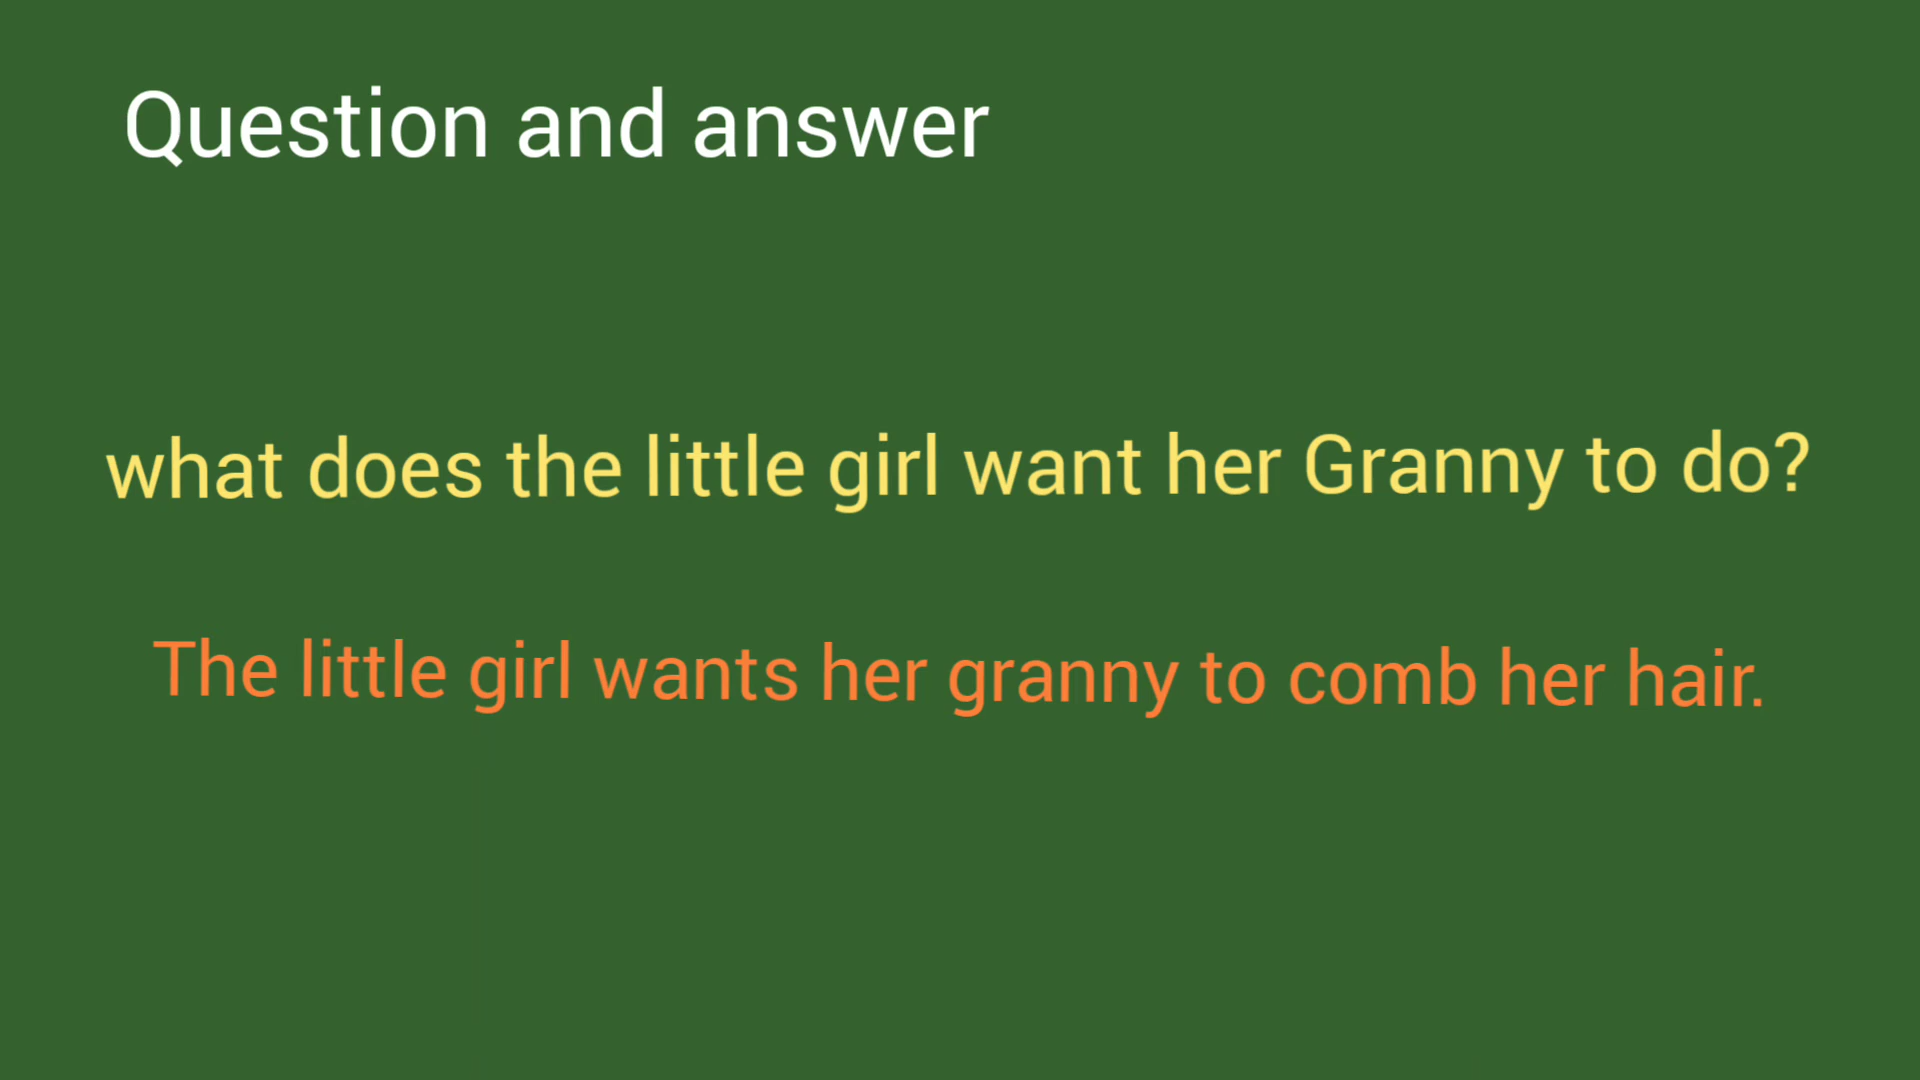 Question and answer
what does the little girl want her Granny to do?
The little girl wants her granny to comb her hair.